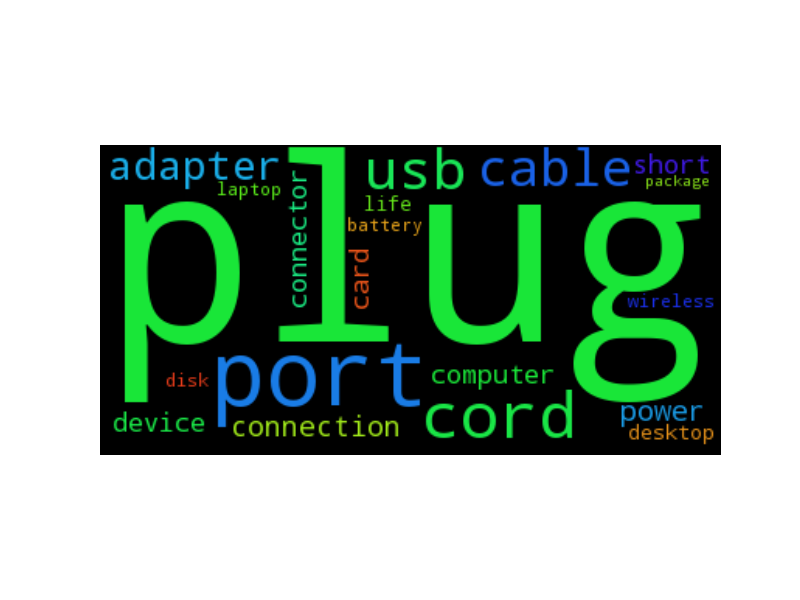 adapter
usb
cable
short
package
laptop
life
connector
battery
plug
card
wireless
port
disk
computer
cord
device
connection
power
desktop